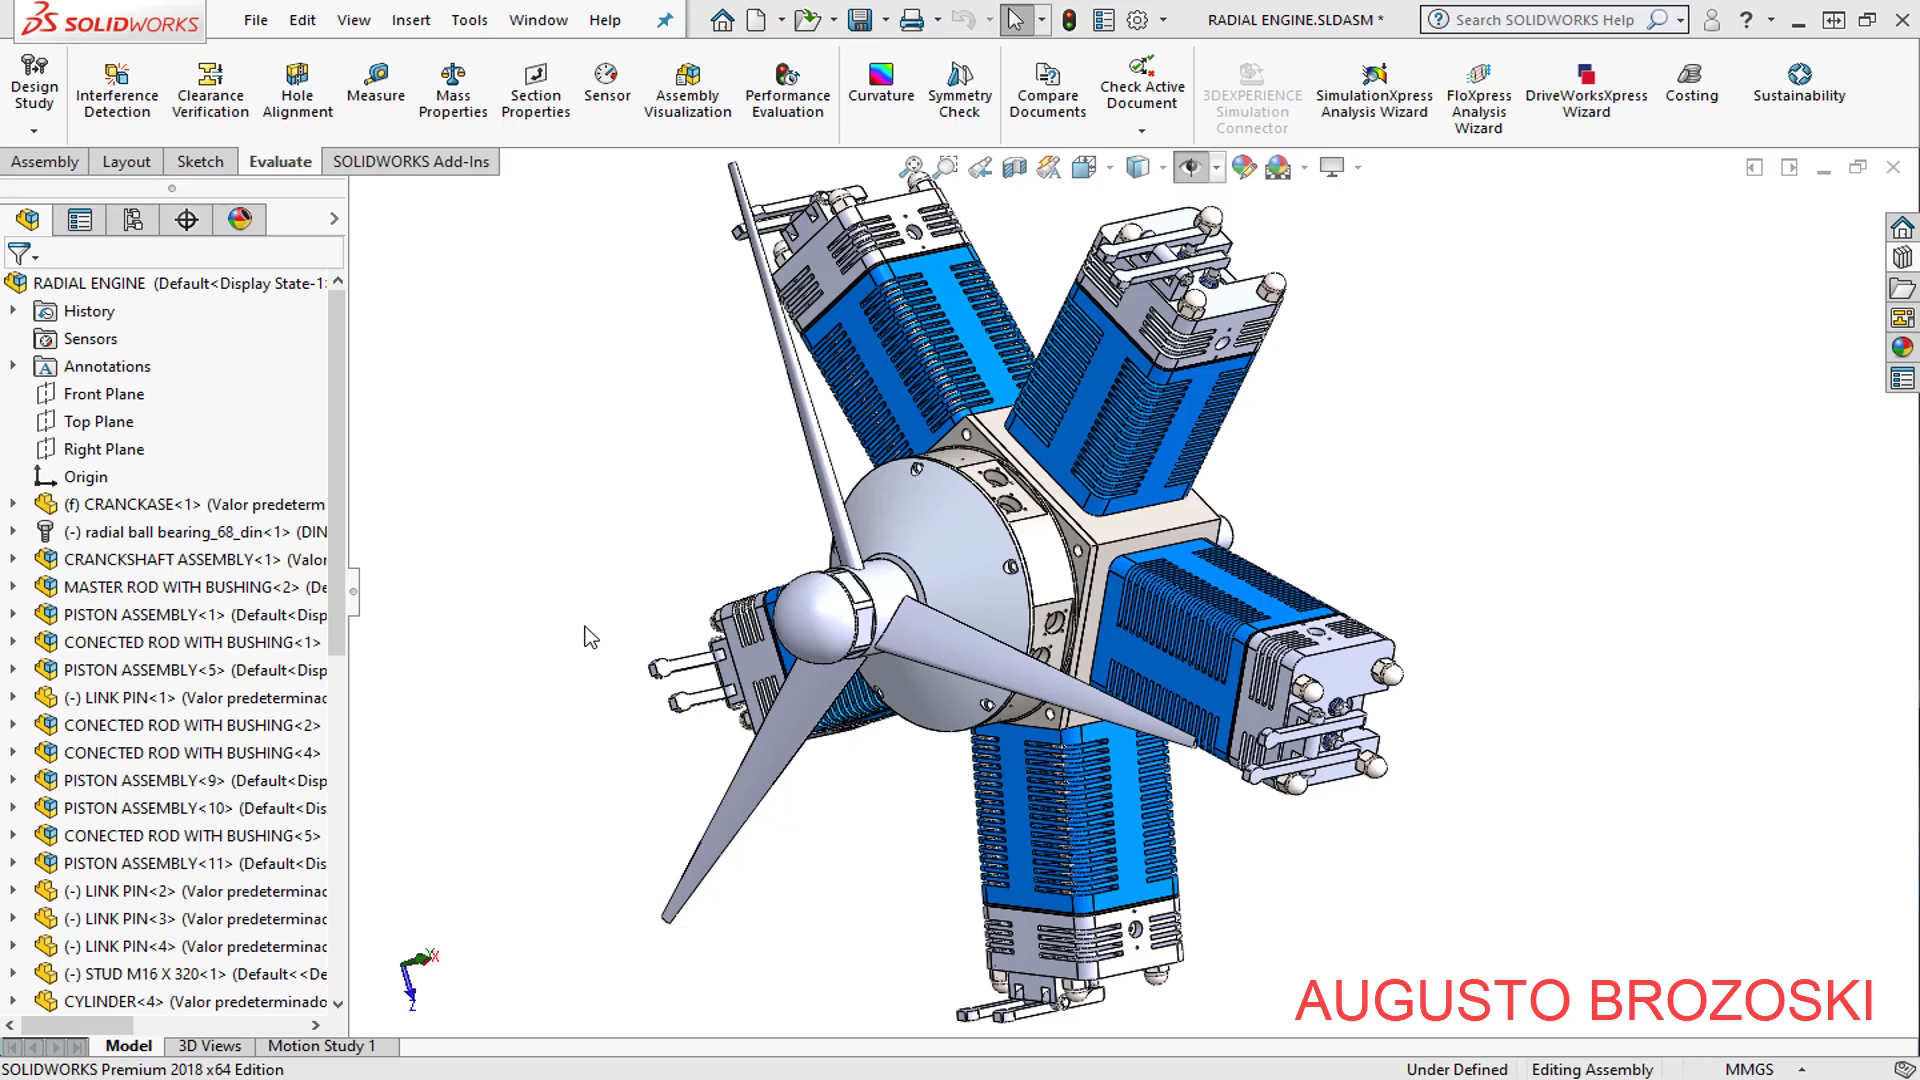 SOLIDWORKS
File Edit View Insert Tools Window Help
RADIAL ENGINE.SLDASM *
Search SOLIDWORKS Help
Design Study
Interference Detection
Clearance Verification
Hole Alignment
Measure
Mass Properties
Section Properties
Sensor
Assembly Visualization
Performance Evaluation
Curvature
Symmetry Check
Compare Documents
Check Active Document
3DEXPERIENCE Simulation Connector
SimulationXpress Analysis Wizard
FloXpress Analysis Wizard
DriveWorksXpress Wizard
Costing
Sustainability
Assembly Layout Sketch Evaluate SOLIDWORKS Add-Ins
RADIAL ENGINE (Default<Display State-1
History
Sensors
Annotations
Front Plane
Top Plane
Right Plane
Origin
(f) CRANCKASE<1> (Valor predeterm
(-) radial ball bearing_68_din<1> (DIN
CRANCKSHAFT ASSEMBLY<1> (Valor
MASTER ROD WITH BUSHING<2> (De
PISTON ASSEMBLY<1> (Default<Disp
CONECTED ROD WITH BUSHING<1>
PISTON ASSEMBLY<5> (Default<Disp
(-) LINK PIN<1> (Valor predeterminac
CONECTED ROD WITH BUSHING<2>
CONECTED ROD WITH BUSHING<4>
PISTON ASSEMBLY<9> (Default<Disp
PISTON ASSEMBLY<10> (Default<Dis
CONECTED ROD WITH BUSHING<5>
PISTON ASSEMBLY<11> (Default<Dis
(-) LINK PIN<2> (Valor predeterminac
(-) LINK PIN<3> (Valor predeterminac
(-) LINK PIN<4> (Valor predeterminac
(-) STUD M16 X 320<1> (Default<<De
CYLINDER<4> (Valor predeterminado
X
Z
AUGUSTO BROZOSKI
Model 3D Views Motion Study 1
SOLIDWORKS Premium 2018 x64 Edition
Under Defined Editing Assembly MMGS